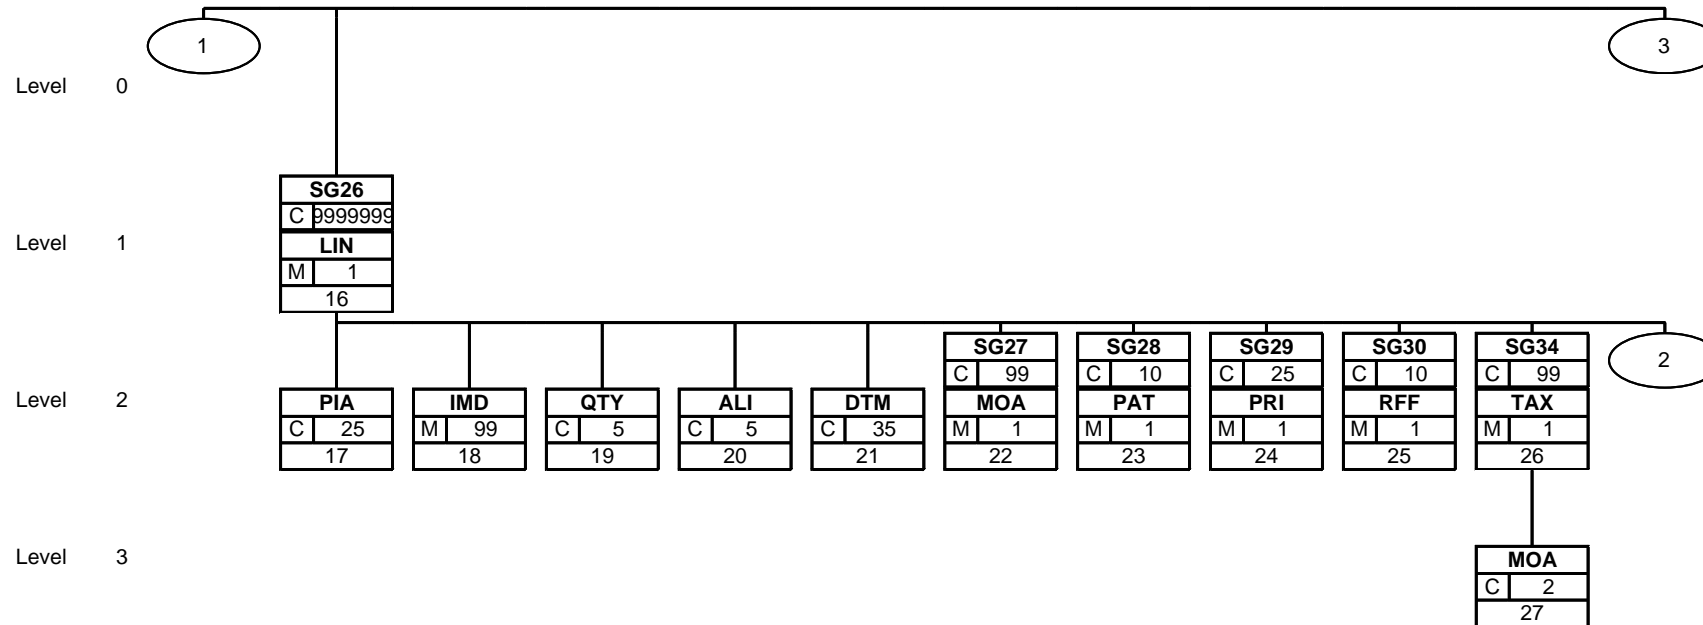 1
3
Level 0
SG26
C 9999999
Level 1
LIN
M 1
16
SG27 SG28 SG29 SG30 SG34
C 99 C 10 C 25 C 10 C 99
2
Level 2
PIA IMD QTY ALI DTM MOA PAT PRI RFF TAX
C 25 M 99 C 5 C 5 C 35 M 1 M 1 M 1 M 1 M 1
17 18 19 20 21 22 23 24 25 26
Level 3
MOA
C 2
27